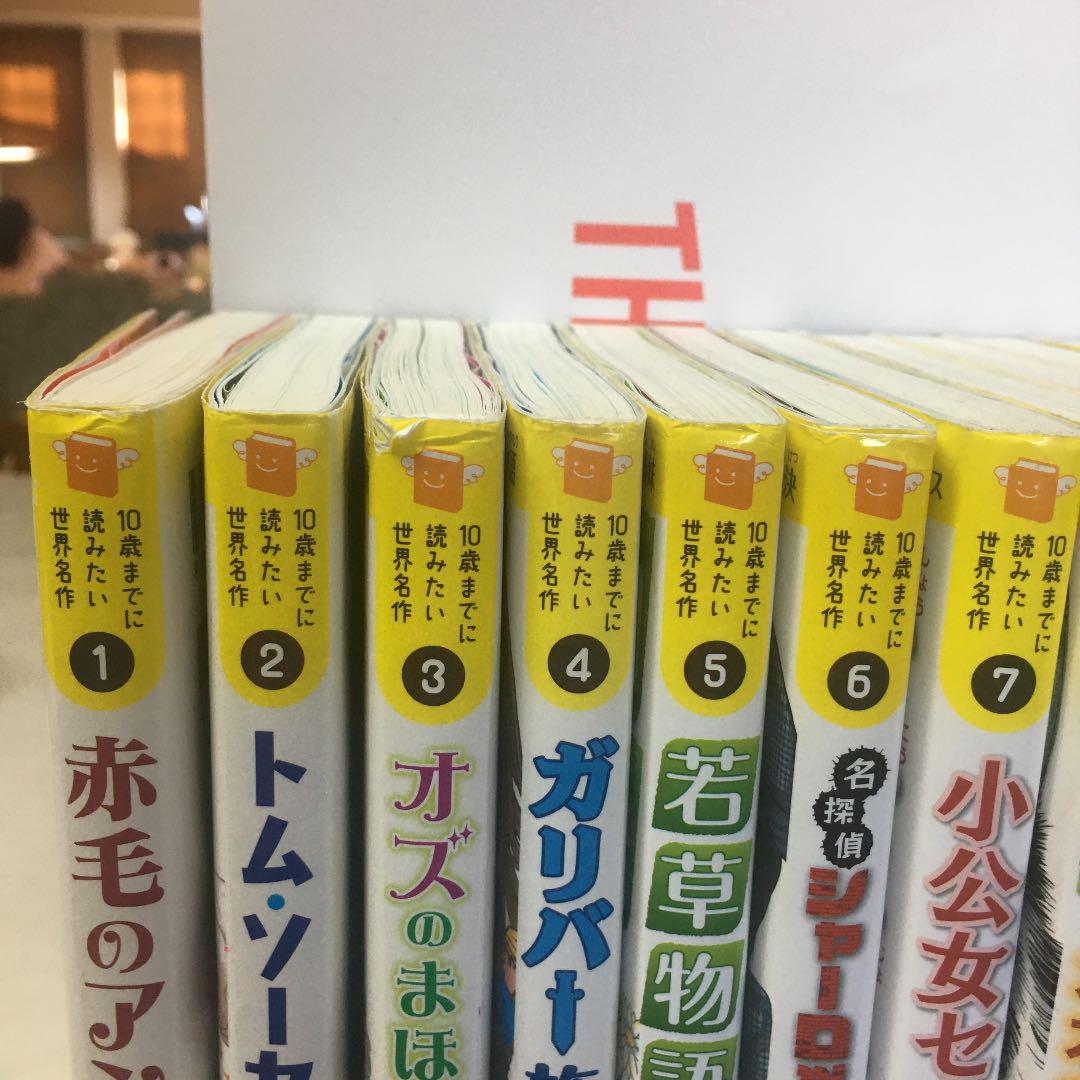 TH
10歳までに
読みたい
世界名作
1
赤毛のアン
10歳までに
読みたい
世界名作
2
トム・ソーヤ
10歳までに
読みたい
世界名作
3
オズのまほ
10歳までに
読みたい
世界名作
4
ガリバー旅
10歳までに
読みたい
世界名作
5
若草物語
10歳までに
読みたい
世界名作
6
名探偵
シャーロ
10歳までに
読みたい
世界名作
7
小公女セ